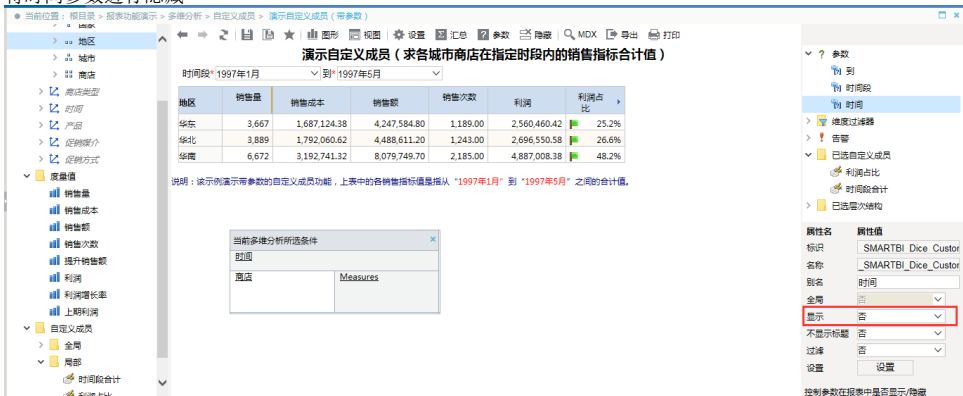 当前位置： 根目录 > 报表功能演示 > 多维分析 > 自定义成员 > 演示自定义成员（带参数）
地区
城市
商店
商店类型
时间
产品
促销媒介
促销方式
度量值
销售量
销售成本
销售额
销售次数
提升销售额
利润
利润增长率
上期利润
自定义成员
全局
局部
时间段合计
图形 视图 设置 汇总 参数 隐藏 MDX 导出 打印
演示自定义成员（求各城市商店在指定时段内的销售指标合计值）
时间段* 1997年1月 到* 1997年5月
地区 销售量 销售成本 销售额 销售次数 利润 利润占比
华东 3,667 1,687,124.38 4,247,584.80 1,189.00 2,560,460.42 25.2%
华北 3,889 1,792,060.62 4,488,611.20 1,243.00 2,696,550.58 26.6%
华南 6,672 3,192,741.32 8,079,749.70 2,185.00 4,887,008.38 48.2%
说明：该示例演示带参数的自定义成员功能，上表中的各销售指标值是指从 "1997年1月" 到 "1997年5月" 之间的合计值。
当前多维分析所选条件 ×
时间
商店 Measures
? 参数
到
时间段
时间
维度过滤器
告警
已选自定义成员
利润占比
时间段合计
已选层次结构
属性名 属性值
标识 _SMARTBI_Dice_Custor
名称 _SMARTBI_Dice_Custor
别名 时间
全局 否
显示 否
不显示标题 否
过滤 否
设置 设置
控制参数在报表中是否显示/隐藏